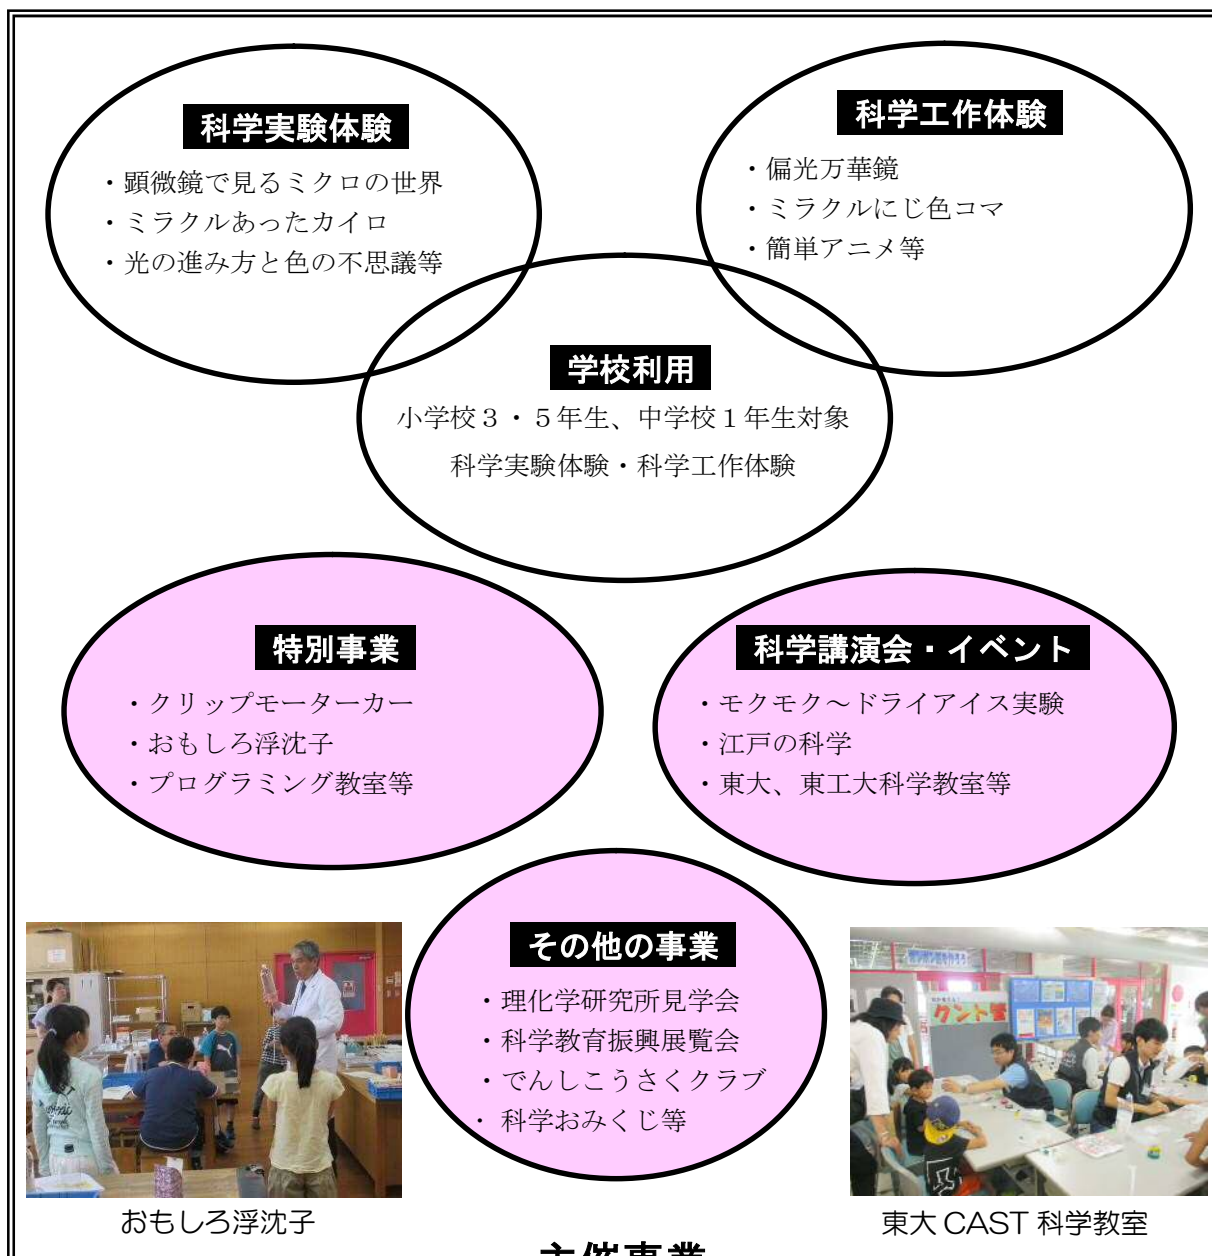 科学実験体験
・顕微鏡で見るミクロの世界
・ミラクルあったカイロ
・光の進み方と色の不思議等
科学工作体験
・偏光万華鏡
・ミラクルにじ色コマ
・簡単アニメ等
学校利用
小学校３・５年生、中学校１年生対象
科学実験体験・科学工作体験
特別事業
・クリップモーターカー
・おもしろ浮沈子
・プログラミング教室等
科学講演会・イベント
・モクモク～ドライアイス実験
・江戸の科学
・東大、東工大科学教室等
その他の事業
・理化学研究所見学会
・科学教育振興展覧会
・でんしこうさくクラブ
・科学おみくじ等
クント
おもしろ浮沈子
東大 CAST 科学教室
主催事業